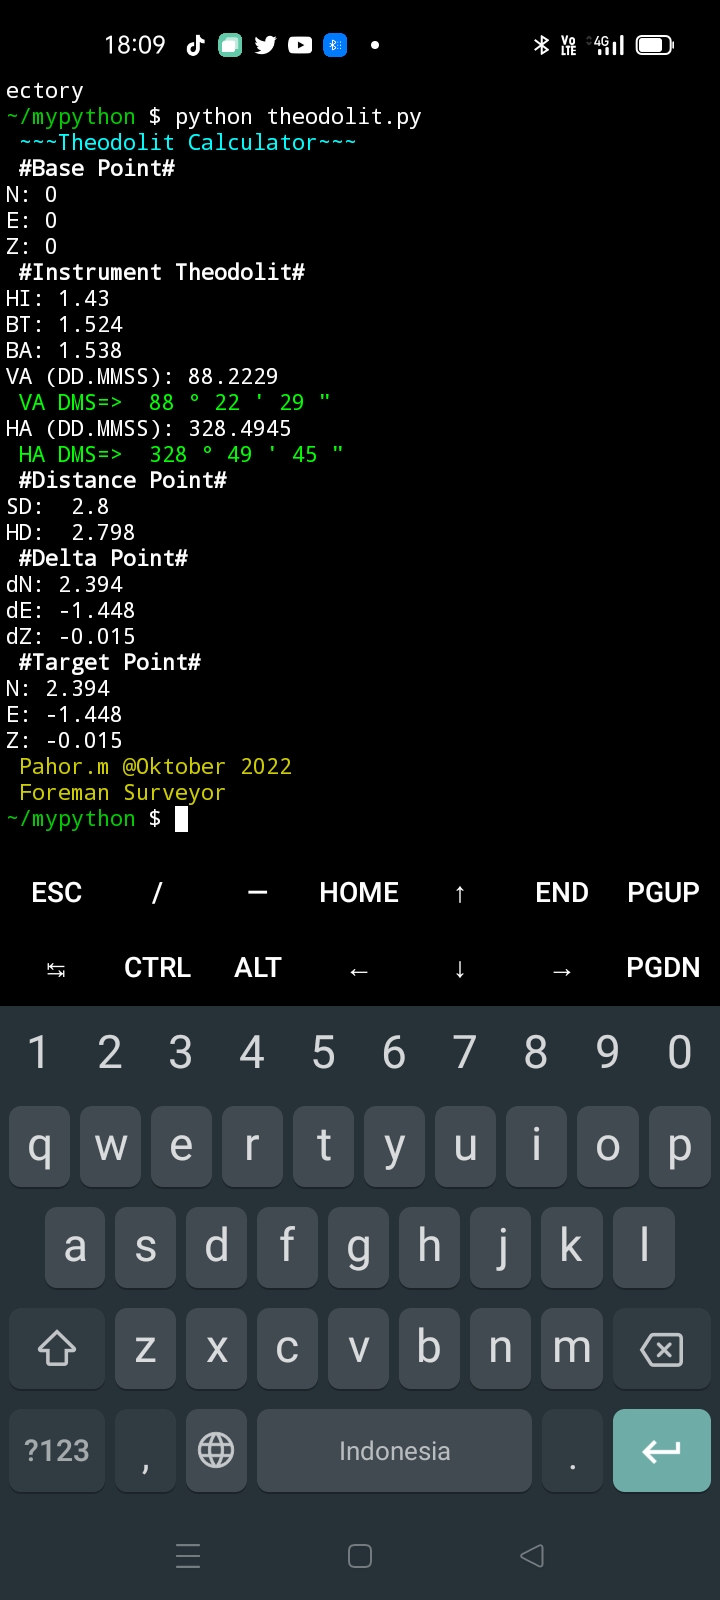 18:09
Vo LTE 4G
ectory
~/mypython $ python theodolit.py
~~~Theodolit Calculator~~~
#Base Point#
N: 0
E: 0
Z: 0
#Instrument Theodolit#
HI: 1.43
BT: 1.524
BA: 1.538
VA (DD.MMSS): 88.2229
VA DMS=>  88 ° 22 ' 29 "
HA (DD.MMSS): 328.4945
HA DMS=>  328 ° 49 ' 45 "
#Distance Point#
SD:  2.8
HD:  2.798
#Delta Point#
dN: 2.394
dE: -1.448
dZ: -0.015
#Target Point#
N: 2.394
E: -1.448
Z: -0.015
Pahor.m @Oktober 2022
Foreman Surveyor
~/mypython $
ESC / — HOME ↑ END PGUP
↹ CTRL ALT ← ↓ → PGDN
1 2 3 4 5 6 7 8 9 0
q w e r t y u i o p
a s d f g h j k l
z x c v b n m
?123 , Indonesia .